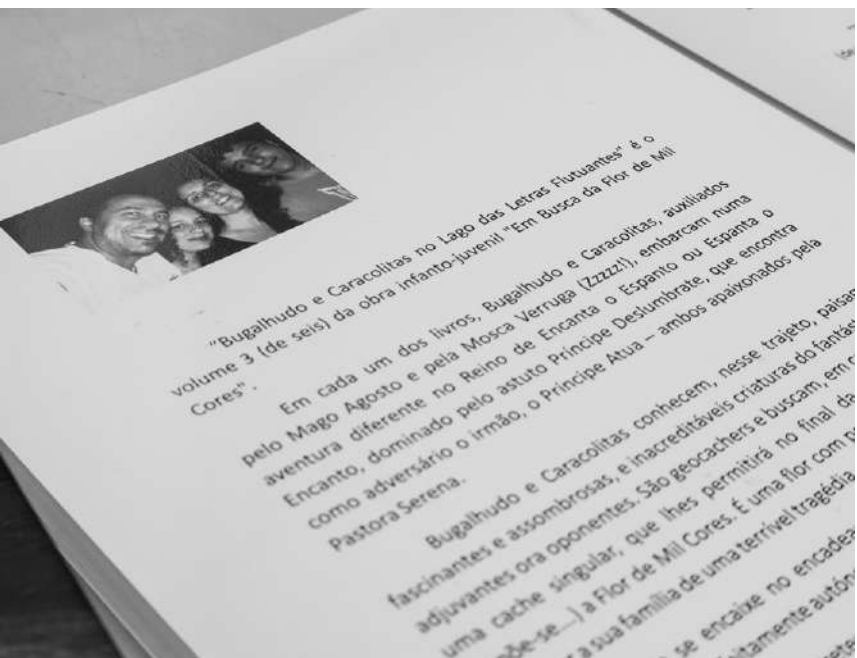 "Bugalhudo e Caracolitas no Lago das Letras Flutuantes" é o
volume 3 (de seis) da obra infanto-juvenil "Em Busca da Flor de Mil
Cores".
Em cada um dos livros, Bugalhudo e Caracolitas, auxiliados
pelo Mago Agosto e pela Mosca Verruga (Zzzzz!), embarcam numa
aventura diferente no Reino de Encanta o Espanto ou Espanta o
Encanto, dominado pelo astuto Príncipe Deslumbrate, que encontra
como adversário o irmão, o Príncipe Atua – ambos apaixonados pela
Pastora Serena.
Bugalhudo e Caracolitas conhecem, nesse trajeto,
fascinantes e assombrosas, e inacreditáveis criaturas do
adjuvantes ora oponentes. São geocachers e buscam, em
uma cache singular, que lhes permitirá no final da
a Flor de Mil Cores. É uma flor com
a sua família de uma terrível tragédia,
se encaixe no